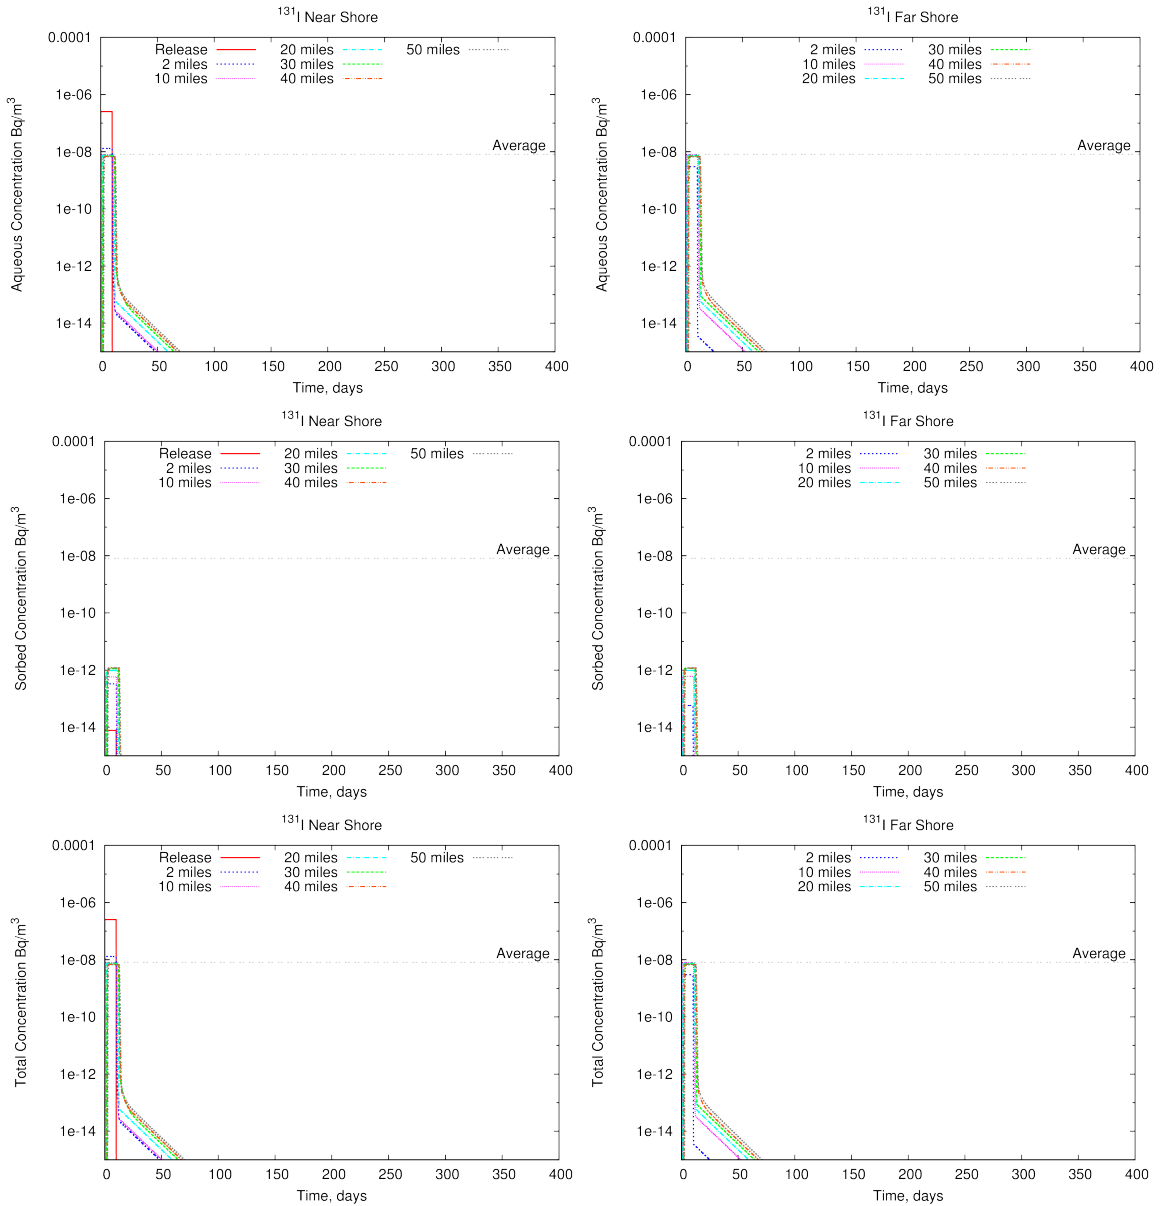 ¹³¹I Near Shore
0.0001
1e-06
1e-08
1e-10
1e-12
1e-14
Aqueous Concentration Bq/m³
Release
2 miles
10 miles
20 miles
30 miles
40 miles
50 miles
Average
0 50 100 150 200 250 300 350 400
Time, days
¹³¹I Far Shore
0.0001
1e-06
1e-08
1e-10
1e-12
1e-14
Aqueous Concentration Bq/m³
2 miles
10 miles
20 miles
30 miles
40 miles
50 miles
Average
0 50 100 150 200 250 300 350 400
Time, days
¹³¹I Near Shore
0.0001
1e-06
1e-08
1e-10
1e-12
1e-14
Sorbed Concentration Bq/m³
Release
2 miles
10 miles
20 miles
30 miles
40 miles
50 miles
Average
0 50 100 150 200 250 300 350 400
Time, days
¹³¹I Far Shore
0.0001
1e-06
1e-08
1e-10
1e-12
1e-14
Sorbed Concentration Bq/m³
2 miles
10 miles
20 miles
30 miles
40 miles
50 miles
Average
0 50 100 150 200 250 300 350 400
Time, days
¹³¹I Near Shore
0.0001
1e-06
1e-08
1e-10
1e-12
1e-14
Total Concentration Bq/m³
Release
2 miles
10 miles
20 miles
30 miles
40 miles
50 miles
Average
0 50 100 150 200 250 300 350 400
Time, days
¹³¹I Far Shore
0.0001
1e-06
1e-08
1e-10
1e-12
1e-14
Total Concentration Bq/m³
2 miles
10 miles
20 miles
30 miles
40 miles
50 miles
Average
0 50 100 150 200 250 300 350 400
Time, days